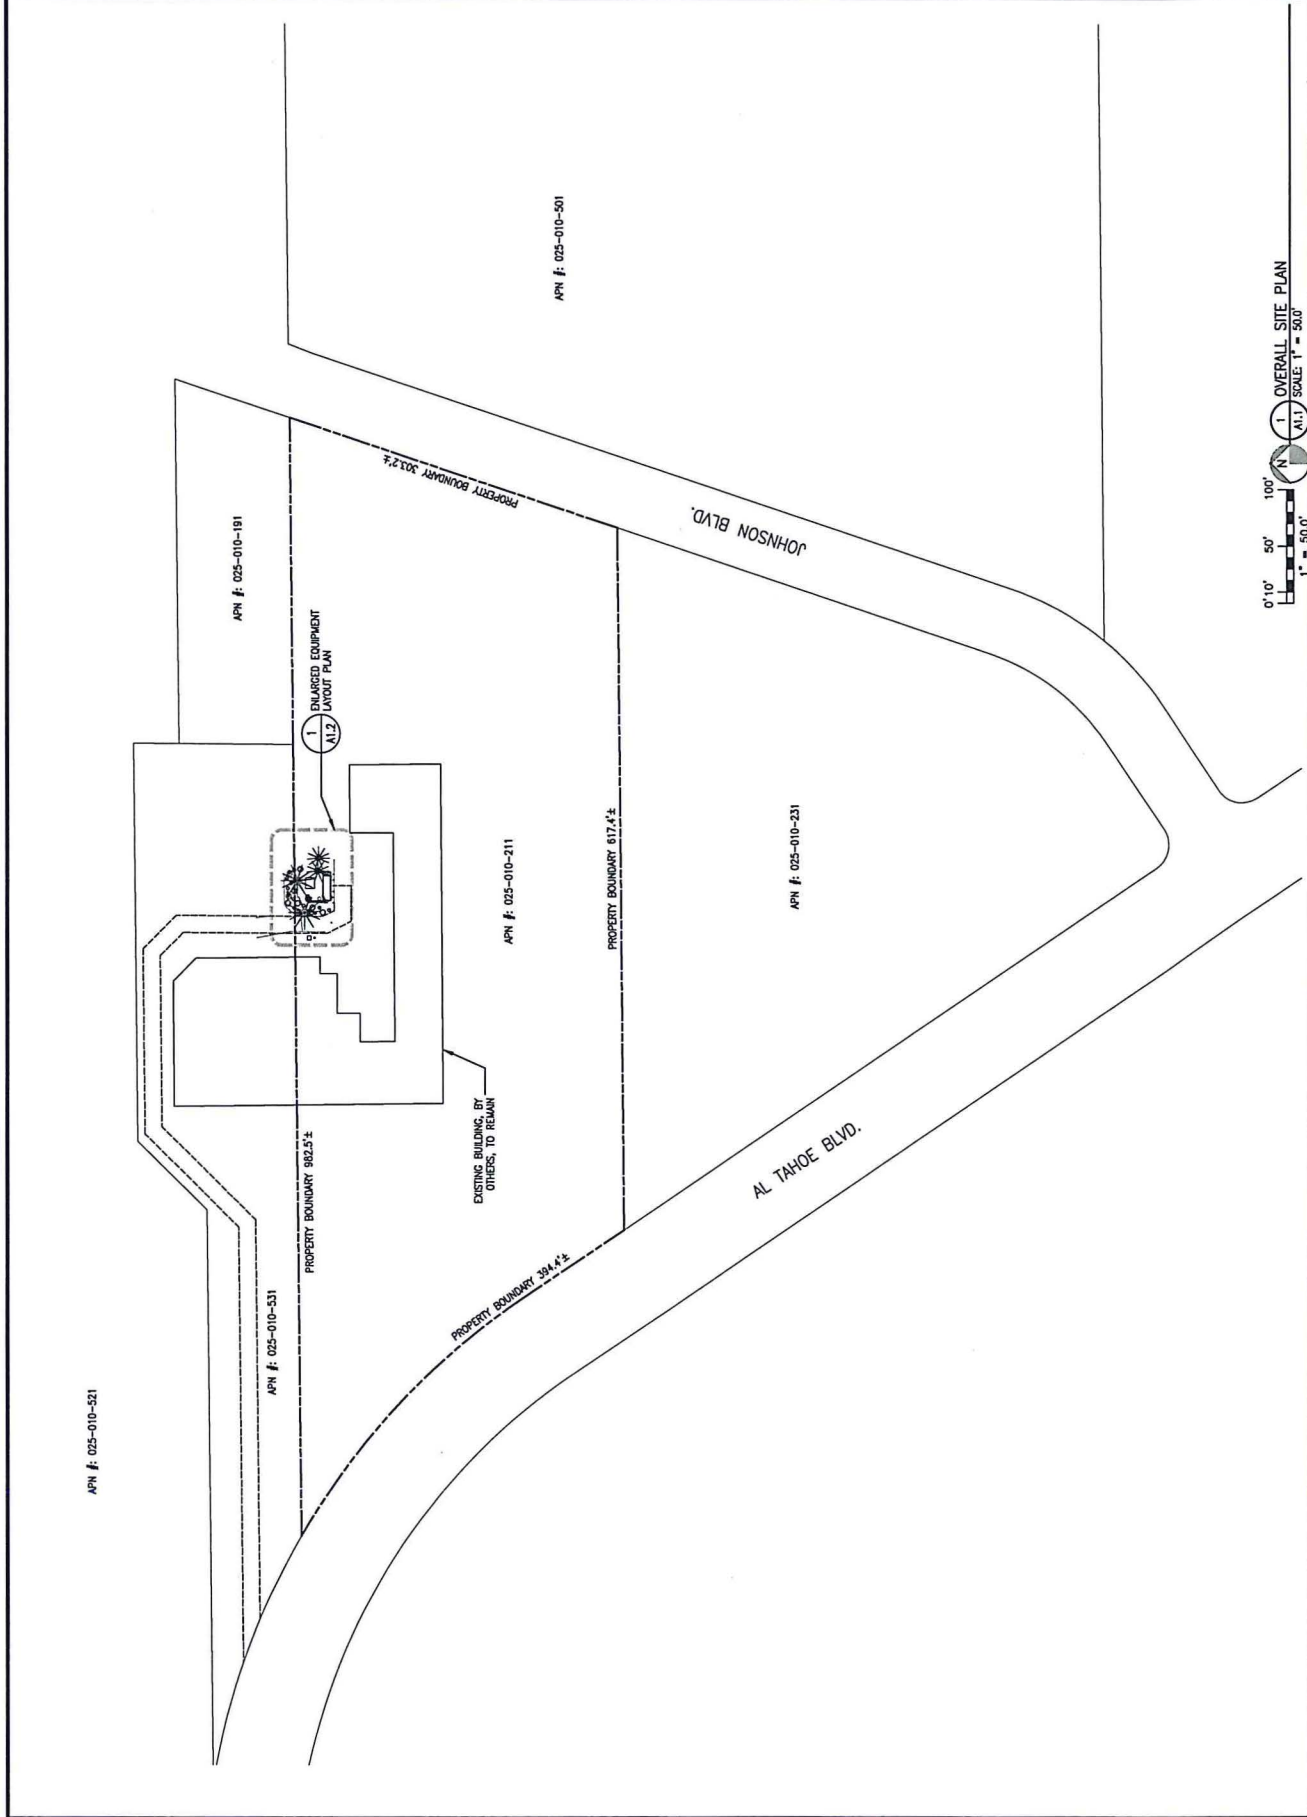 APN #: 025-010-521
APN #: 025-010-531
APN #: 025-010-191
APN #: 025-010-501
PROPERTY BOUNDARY 982.5'±
1
A1.2
ENLARGED EQUIPMENT
LAYOUT PLAN
PROPERTY BOUNDARY 303.2'±
PROPERTY BOUNDARY 394.4'±
EXISTING BUILDING, BY
OTHERS, TO REMAIN
APN #: 025-010-211
PROPERTY BOUNDARY 617.4'±
JOHNSON BLVD.
AL TAHOE BLVD.
APN #: 025-010-231
0' 10' 50' 100'
1" = 50.0'
N
1
A1.1
OVERALL SITE PLAN
SCALE: 1" = 50.0'